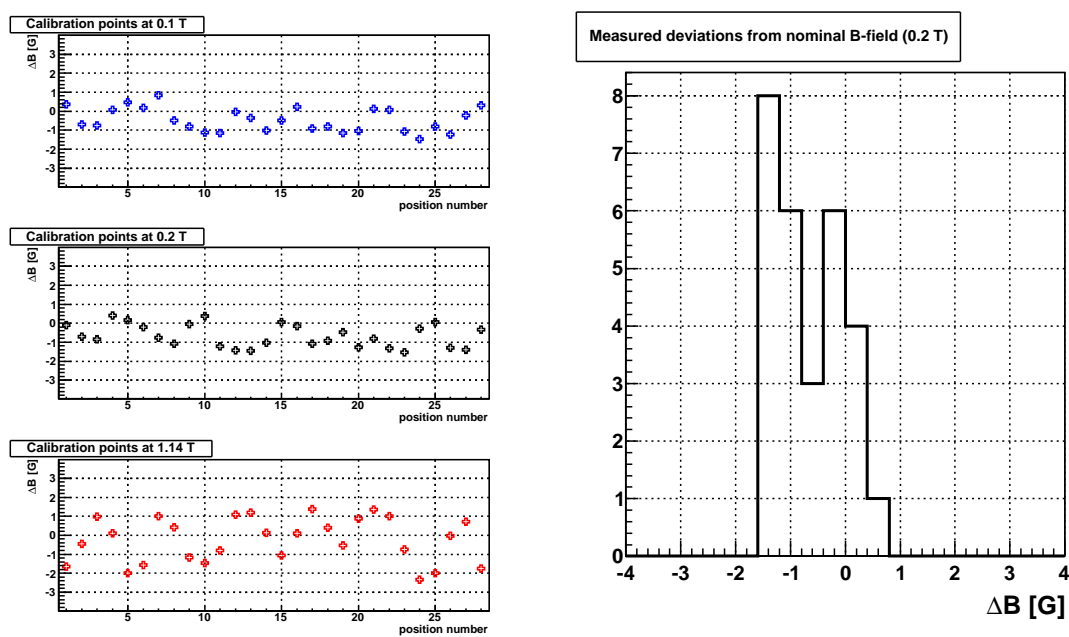 Calibration points at 0.1 T
ΔB [G]
3
2
1
0
-1
-2
-3
5 10 15 20 25
position number
Calibration points at 0.2 T
ΔB [G]
3
2
1
0
-1
-2
-3
5 10 15 20 25
position number
Calibration points at 1.14 T
ΔB [G]
3
2
1
0
-1
-2
-3
5 10 15 20 25
position number
Measured deviations from nominal B-field (0.2 T)
8
7
6
5
4
3
2
1
0
-4 -3 -2 -1 0 1 2 3 4
ΔB [G]